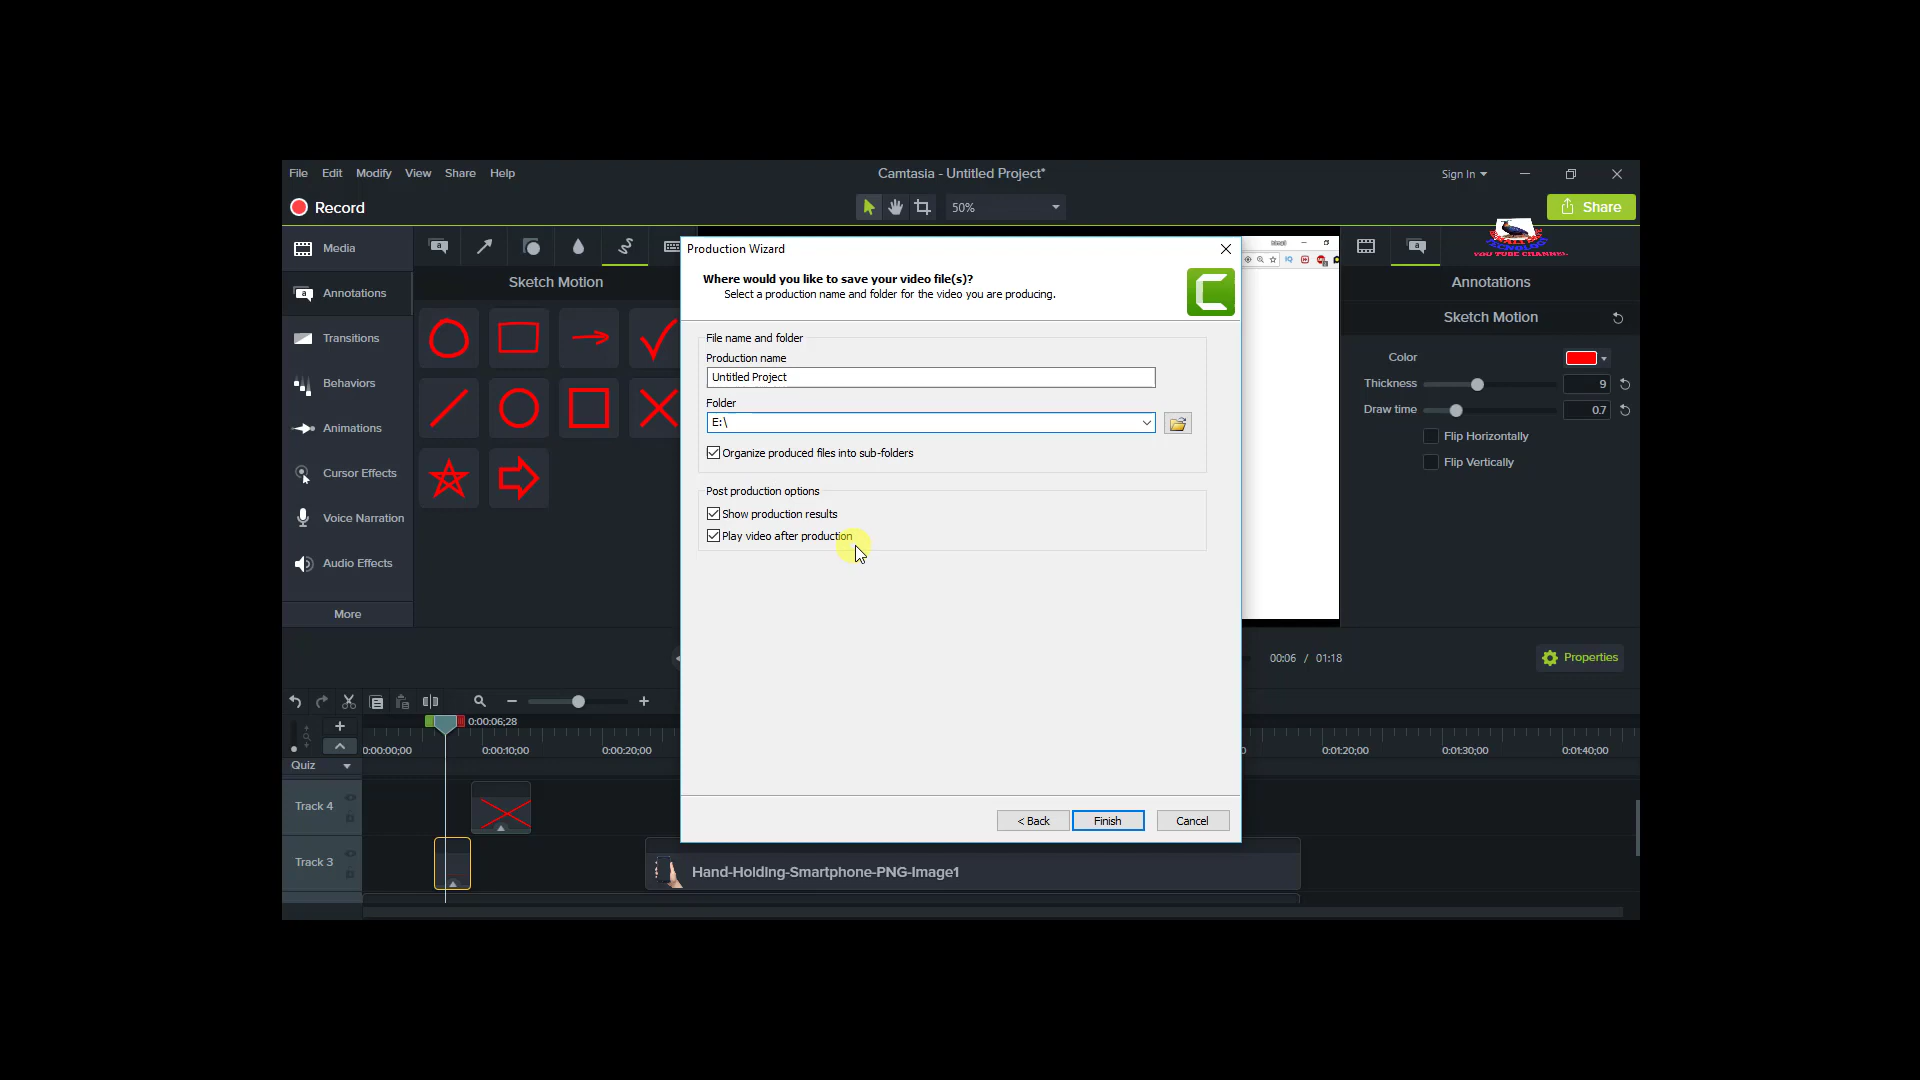 File Edit Modify View Share Help
Camtasia - Untitled Project*
Sign In
Record
50%
Share
Media
Annotations
Transitions
Behaviors
Animations
Cursor Effects
Voice Narration
Audio Effects
More
Sketch Motion
Production Wizard
Where would you like to save your video file(s)?
Select a production name and folder for the video you are producing.
File name and folder
Production name
Untitled Project
Folder
E:\
Organize produced files into sub-folders
Post production options
Show production results
Play video after production
< Back Finish Cancel
YOU TUBE CHANNEL
Annotations
Sketch Motion
Color
Thickness 9
Draw time 0.7
Flip Horizontally
Flip Vertically
00:06 / 01:18
Properties
0:00:06;28
0:00:00;00 0:00:10;00 0:00:20;00 0:01:20;00 0:01:30;00 0:01:40;00
Quiz
Track 4
Track 3
Hand-Holding-Smartphone-PNG-Image1